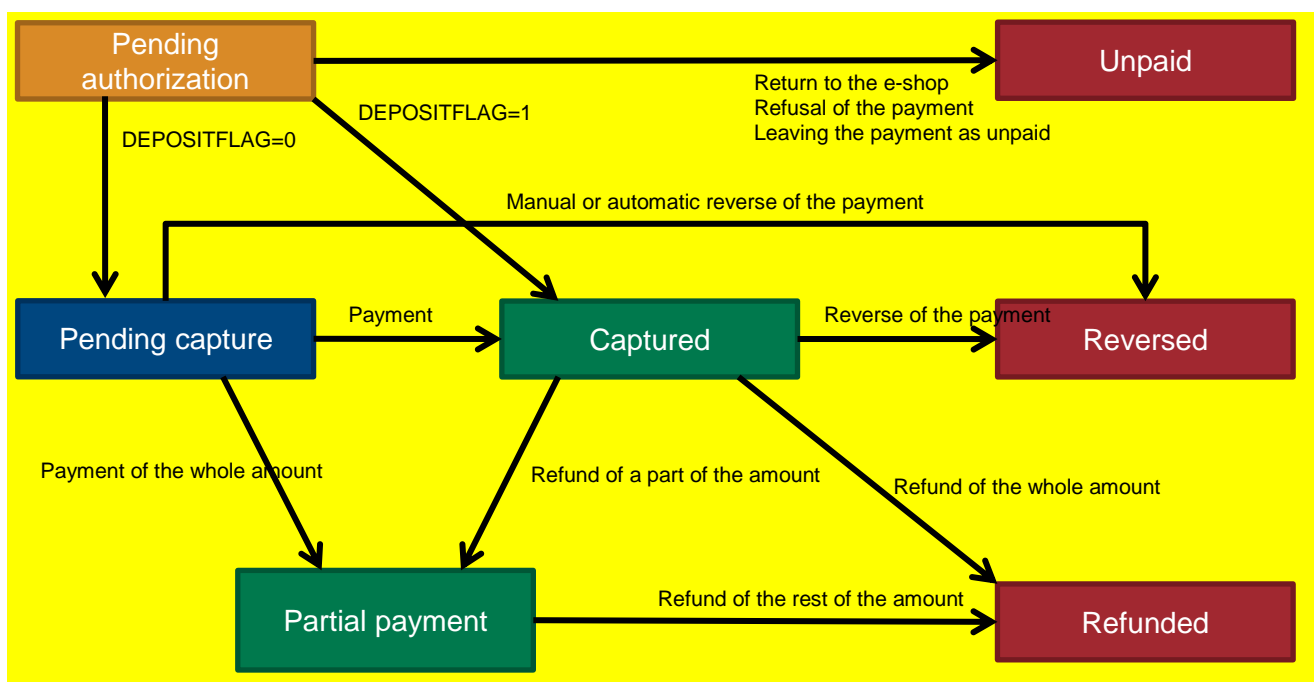 Pending
authorization
Unpaid
Return to the e-shop
Refusal of the payment
Leaving the payment as unpaid
DEPOSITFLAG=1
DEPOSITFLAG=0
Manual or automatic reverse of the payment
Pending capture
Payment
Captured
Reverse of the payment
Reversed
Payment of the whole amount
Refund of a part of the amount
Refund of the whole amount
Partial payment
Refund of the rest of the amount
Refunded